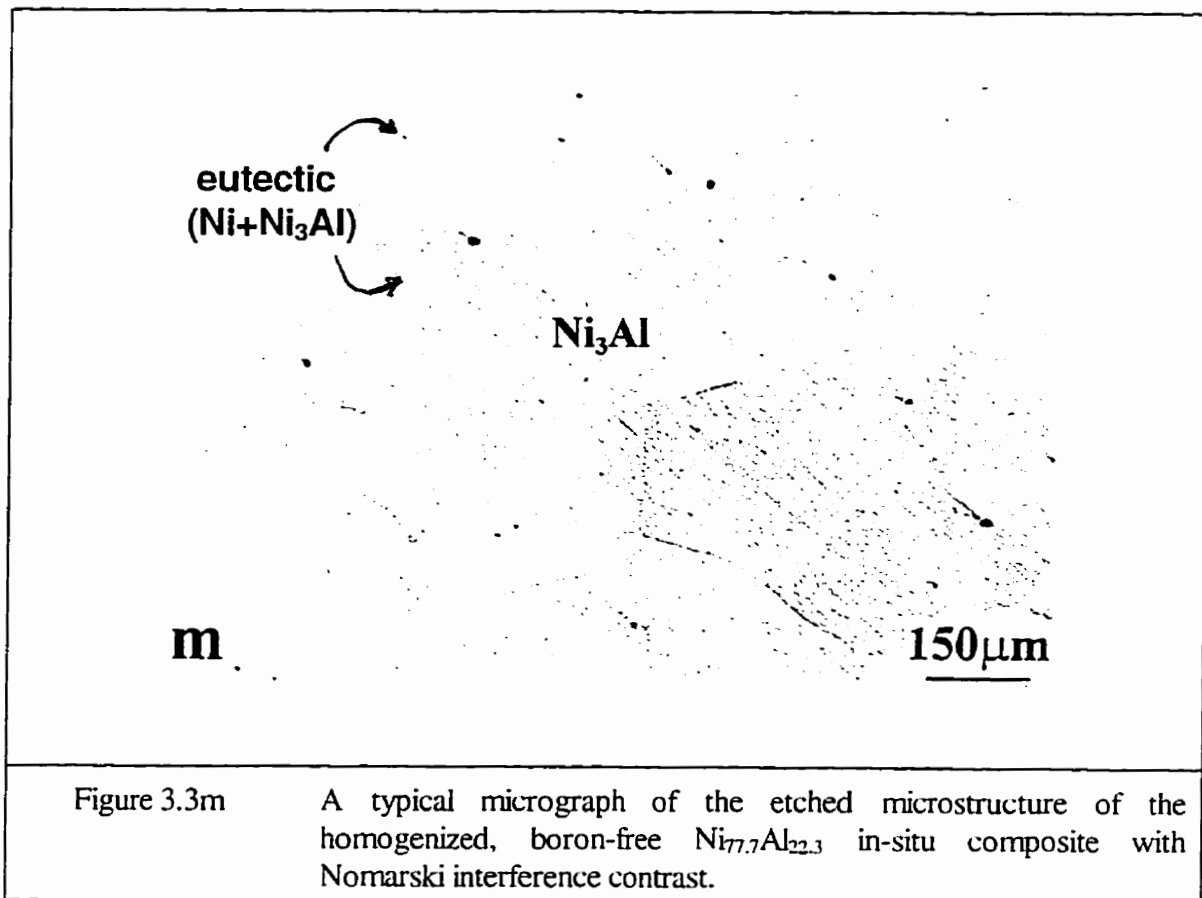 eutectic
(Ni+Ni₃Al)
Ni₃Al
m
150μm
Figure 3.3m
A typical micrograph of the etched microstructure of the
homogenized, boron-free Ni₇₇.₇Al₂₂.₃ in-situ composite with
Nomarski interference contrast.